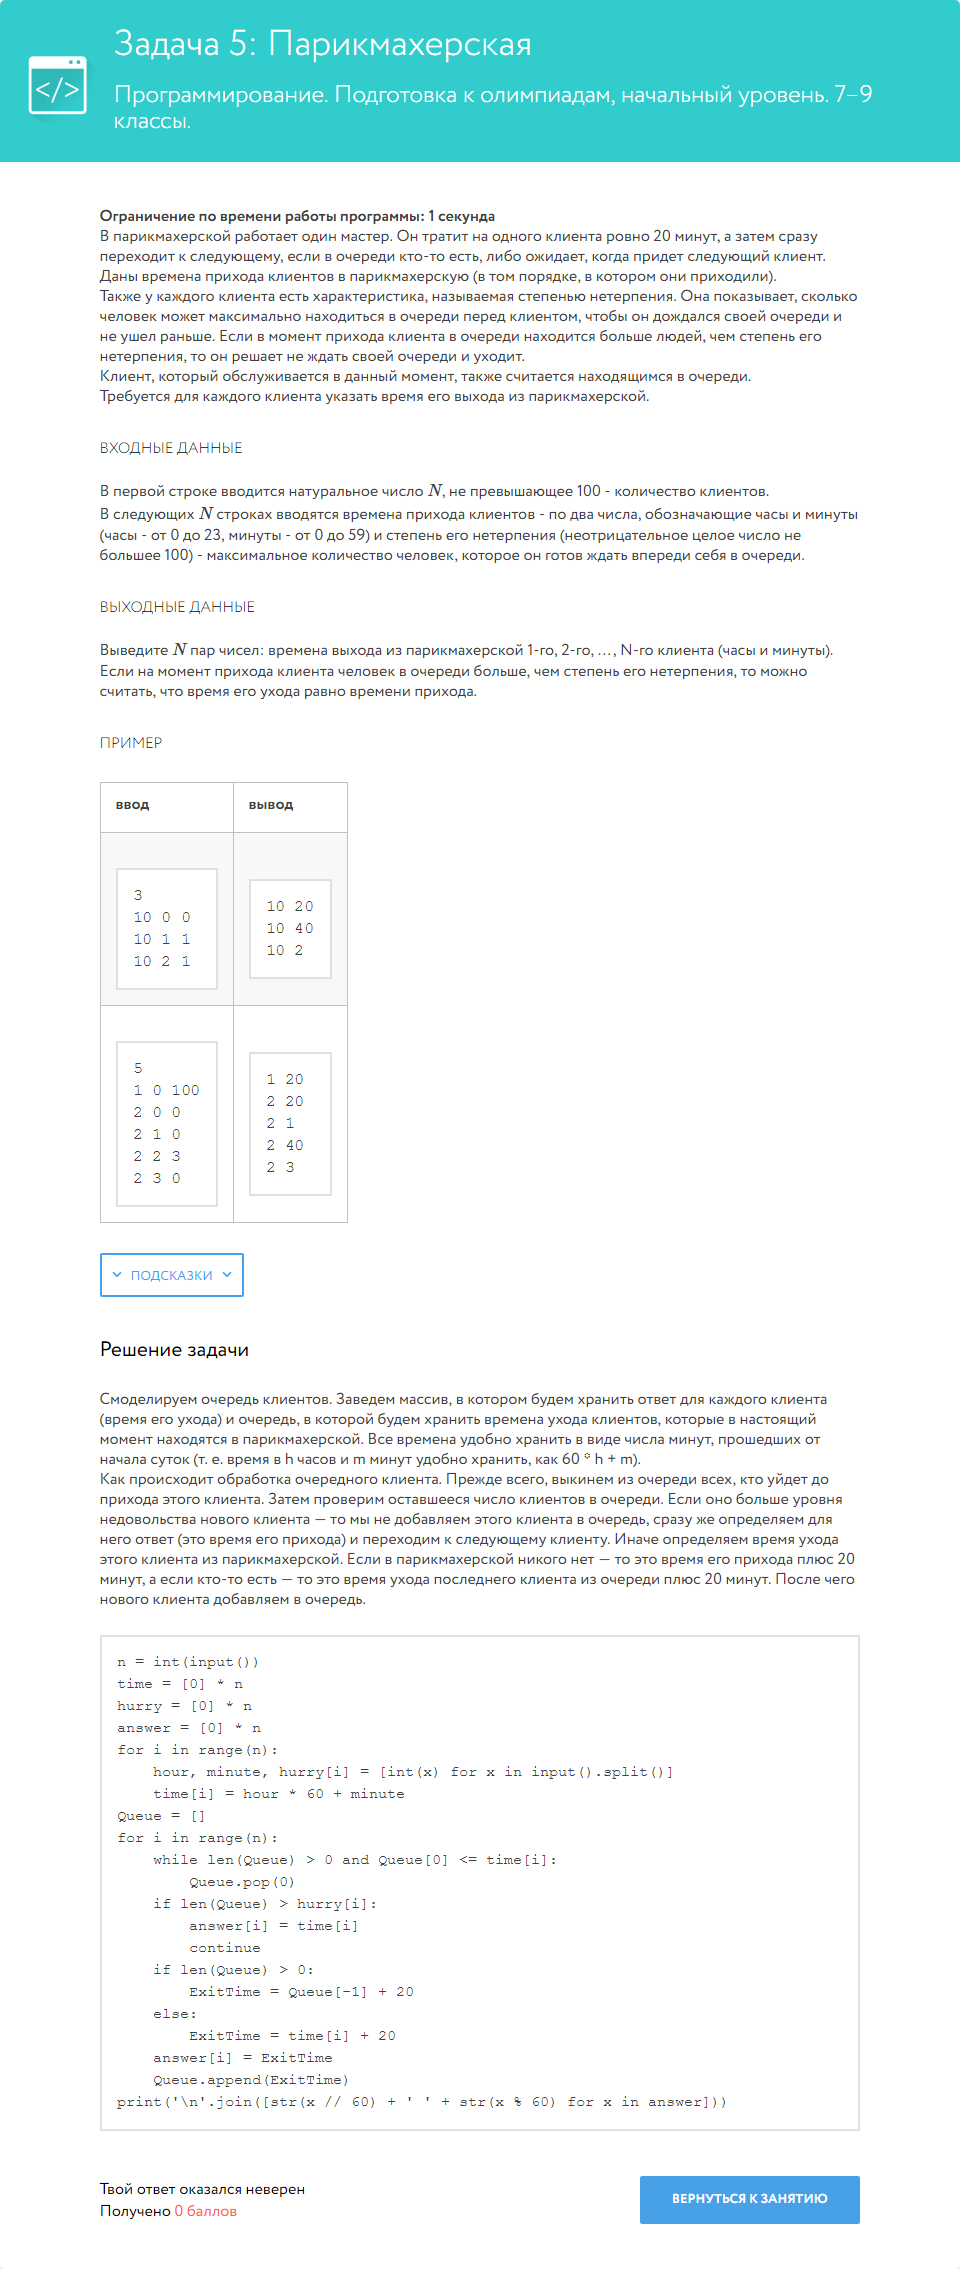 Задача 5: Парикмахерская
</>
Программирование. Подготовка к олимпиадам, начальный уровень. 7–9
классы.
Ограничение по времени работы программы: 1 секунда
В парикмахерской работает один мастер. Он тратит на одного клиента ровно 20 минут, а затем сразу
переходит к следующему, если в очереди кто-то есть, либо ожидает, когда придет следующий клиент.
Даны времена прихода клиентов в парикмахерскую (в том порядке, в котором они приходили).
Также у каждого клиента есть характеристика, называемая степенью нетерпения. Она показывает, сколько
человек может максимально находиться в очереди перед клиентом, чтобы он дождался своей очереди и
не ушел раньше. Если в момент прихода клиента в очереди находится больше людей, чем степень его
нетерпения, то он решает не ждать своей очереди и уходит.
Клиент, который обслуживается в данный момент, также считается находящимся в очереди.
Требуется для каждого клиента указать время его выхода из парикмахерской.
ВХОДНЫЕ ДАННЫЕ
В первой строке вводится натуральное число N, не превышающее 100 - количество клиентов.
В следующих N строках вводятся времена прихода клиентов - по два числа, обозначающие часы и минуты
(часы - от 0 до 23, минуты - от 0 до 59) и степень его нетерпения (неотрицательное целое число не
большее 100) - максимальное количество человек, которое он готов ждать впереди себя в очереди.
ВЫХОДНЫЕ ДАННЫЕ
Выведите N пар чисел: времена выхода из парикмахерской 1-го, 2-го, …, N-го клиента (часы и минуты).
Если на момент прихода клиента человек в очереди больше, чем степень его нетерпения, то можно
считать, что время его ухода равно времени прихода.
ПРИМЕР
ВВОД ВЫВОД
3
10 0 0
10 1 1
10 2 1
10 20
10 40
10 2
5
1 0 100
2 0 0
2 1 0
2 2 3
2 3 0
1 20
2 20
2 1
2 40
2 3
ПОДСКАЗКИ
Решение задачи
Смоделируем очередь клиентов. Заведем массив, в котором будем хранить ответ для каждого клиента
(время его ухода) и очередь, в которой будем хранить времена ухода клиентов, которые в настоящий
момент находятся в парикмахерской. Все времена удобно хранить в виде числа минут, прошедших от
начала суток (т. е. время в h часов и m минут удобно хранить, как 60 * h + m).
Как происходит обработка очередного клиента. Прежде всего, выкинем из очереди всех, кто уйдет до
прихода этого клиента. Затем проверим оставшееся число клиентов в очереди. Если оно больше уровня
недовольства нового клиента — то мы не добавляем этого клиента в очередь, сразу же определяем для
него ответ (это время его прихода) и переходим к следующему клиенту. Иначе определяем время ухода
этого клиента из парикмахерской. Если в парикмахерской никого нет — то это время его прихода плюс 20
минут, а если кто-то есть — то это время ухода последнего клиента из очереди плюс 20 минут. После чего
нового клиента добавляем в очередь.
n = int(input())
time = [0] * n
hurry = [0] * n
answer = [0] * n
for i in range(n):
    hour, minute, hurry[i] = [int(x) for x in input().split()]
    time[i] = hour * 60 + minute
Queue = []
for i in range(n):
    while len(Queue) > 0 and Queue[0] <= time[i]:
        Queue.pop(0)
    if len(Queue) > hurry[i]:
        answer[i] = time[i]
        continue
    if len(Queue) > 0:
        ExitTime = Queue[-1] + 20
    else:
        ExitTime = time[i] + 20
    answer[i] = ExitTime
    Queue.append(ExitTime)
print('\n'.join([str(x // 60) + ' ' + str(x % 60) for x in answer]))
Твой ответ оказался неверен
Получено 0 баллов
ВЕРНУТЬСЯ К ЗАНЯТИЮ